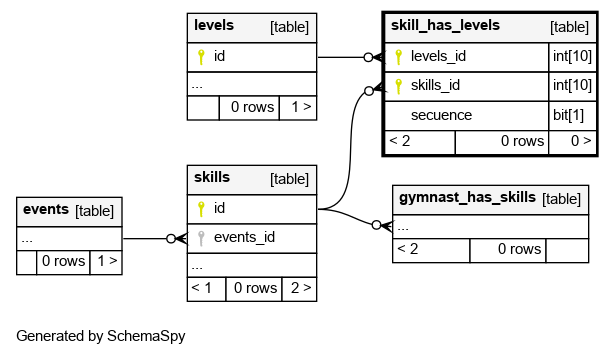 levels [table]
id
...
0 rows 1 >
skill_has_levels [table]
levels_id int[10]
skills_id int[10]
secuence bit[1]
< 2 0 rows 0 >
skills [table]
id
events_id
...
< 1 0 rows 2 >
events [table]
...
0 rows 1 >
gymnast_has_skills [table]
...
< 2 0 rows
Generated by SchemaSpy